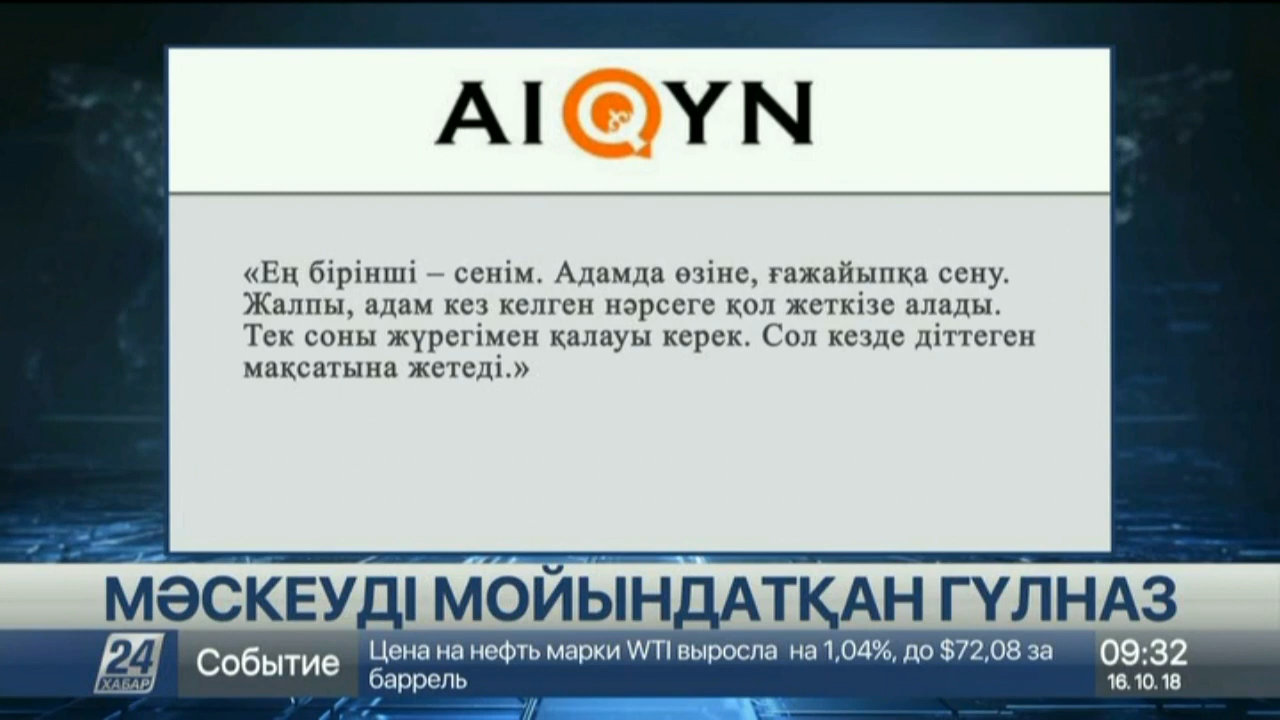 AIQYN
«Ең бірінші – сенім. Адамда өзіне, ғажайыпқа сену.
Жалпы, адам кез келген нәрсеге қол жеткізе алады.
Тек соны жүрегімен қалауы керек. Сол кезде діттеген
мақсатына жетеді.»
МӘСКЕУДІ МОЙЫНДАТҚАН ГҮЛНАЗ
24
ХАБАР
Событие
Цена на нефть марки WTI выросла на 1,04%, до $72,08 за
баррель
09:32
16. 10. 18